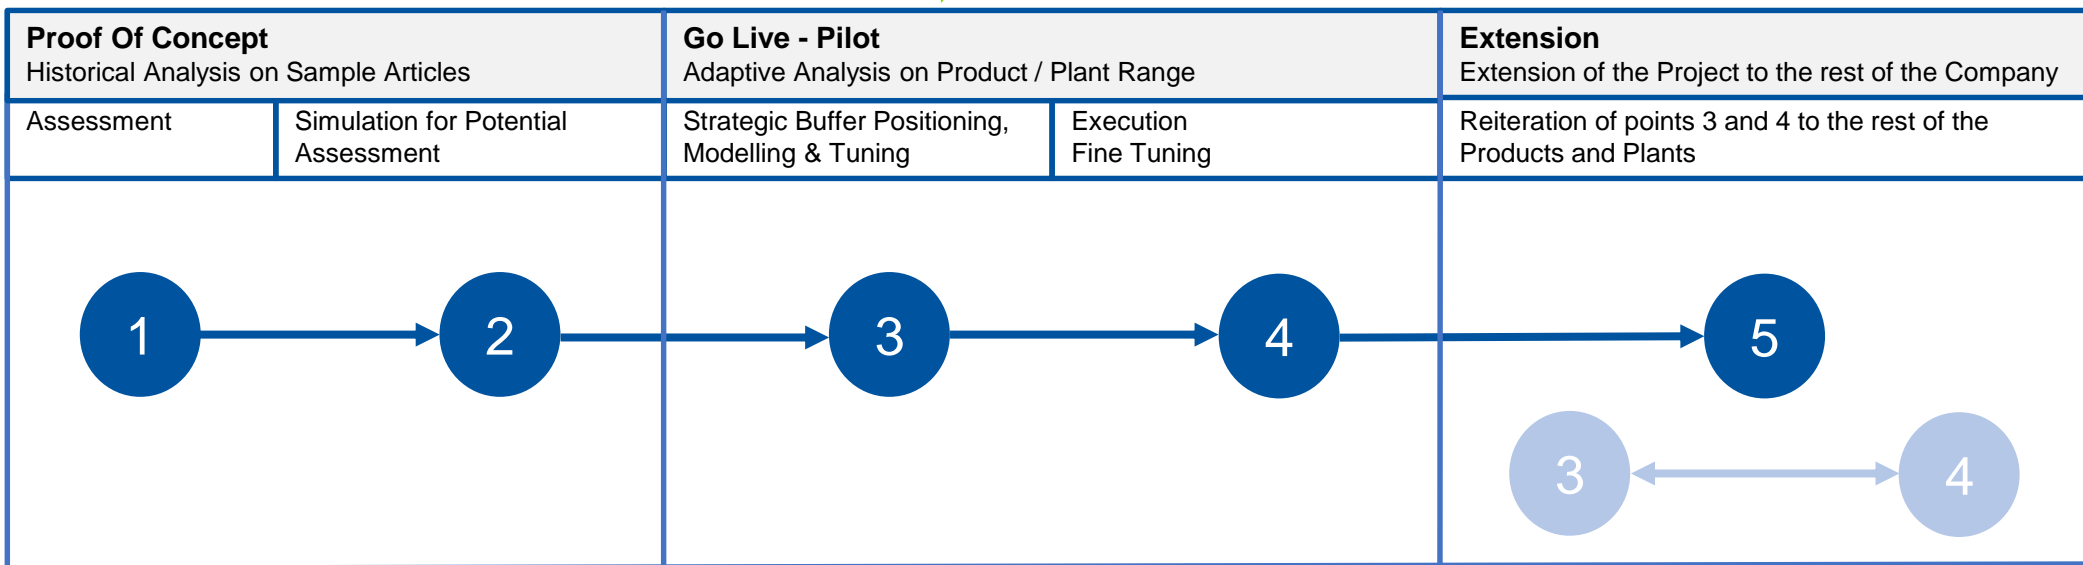 Proof Of Concept
Historical Analysis on Sample Articles
Go Live - Pilot
Adaptive Analysis on Product / Plant Range
Extension
Extension of the Project to the rest of the Company
Assessment
Simulation for Potential
Assessment
Strategic Buffer Positioning,
Modelling & Tuning
Execution
Fine Tuning
Reiteration of points 3 and 4 to the rest of the
Products and Plants
1
2
3
4
5
3
4